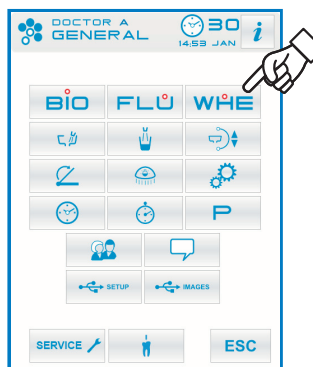 DOCTOR A
GENERAL
30
14:53 JAN
i
BIO FLU WHE
P
SETUP IMAGES
SERVICE ESC